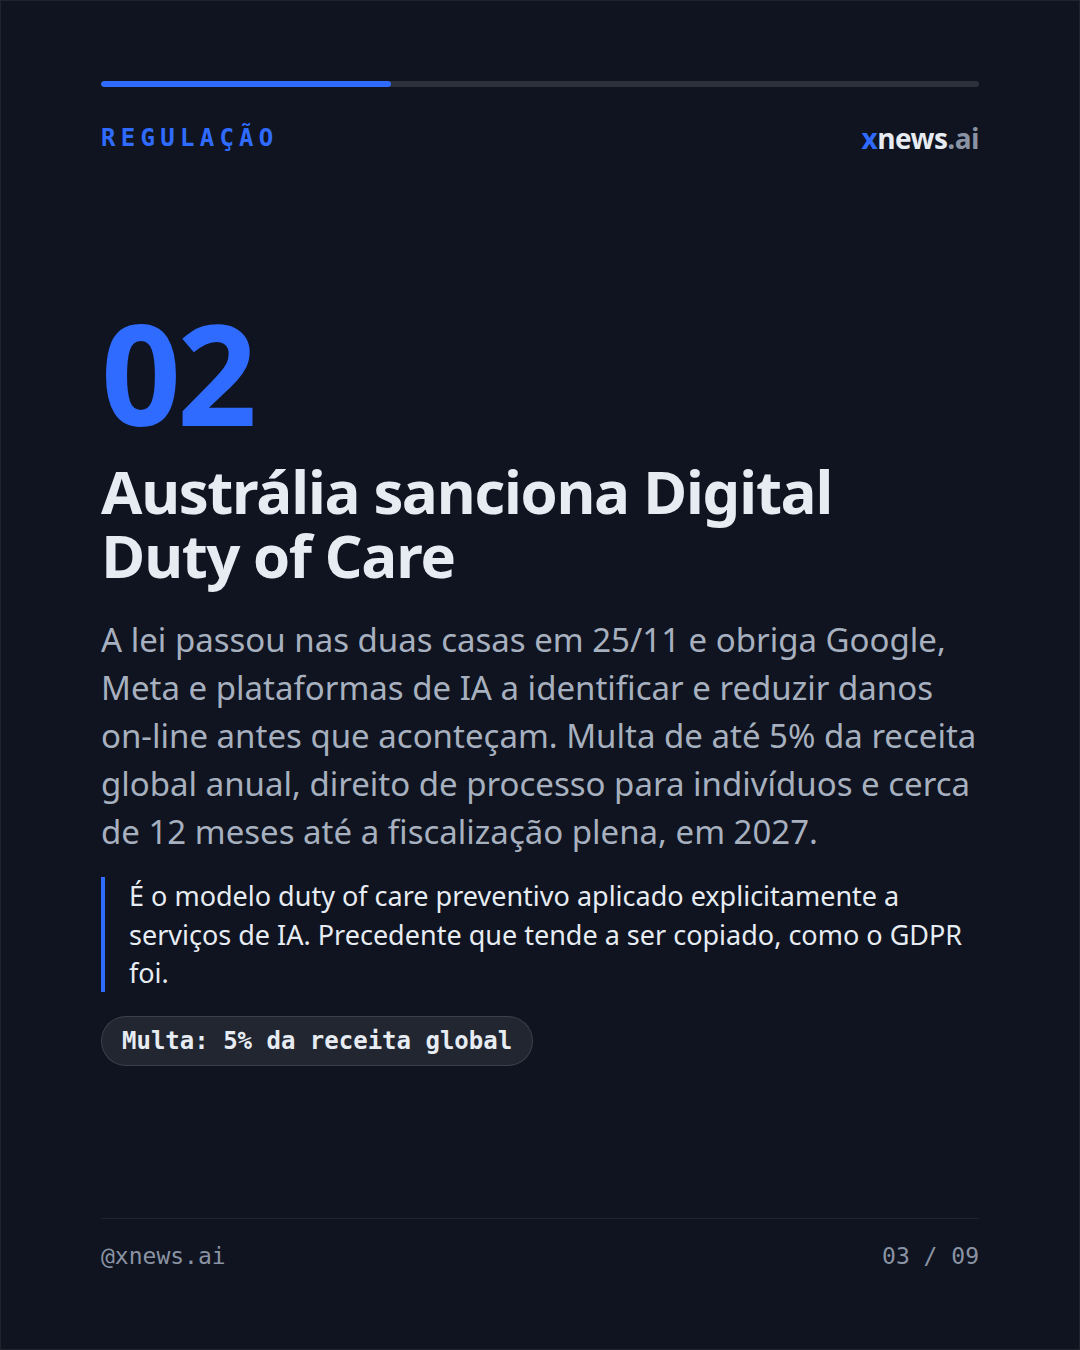 REGULAÇÃO
xnews.ai
02
Austrália sanciona Digital
Duty of Care
A lei passou nas duas casas em 25/11 e obriga Google,
Meta e plataformas de IA a identificar e reduzir danos
on-line antes que aconteçam. Multa de até 5% da receita
global anual, direito de processo para indivíduos e cerca
de 12 meses até a fiscalização plena, em 2027.
É o modelo duty of care preventivo aplicado explicitamente a
serviços de IA. Precedente que tende a ser copiado, como o GDPR
foi.
Multa: 5% da receita global
@xnews.ai
03 / 09